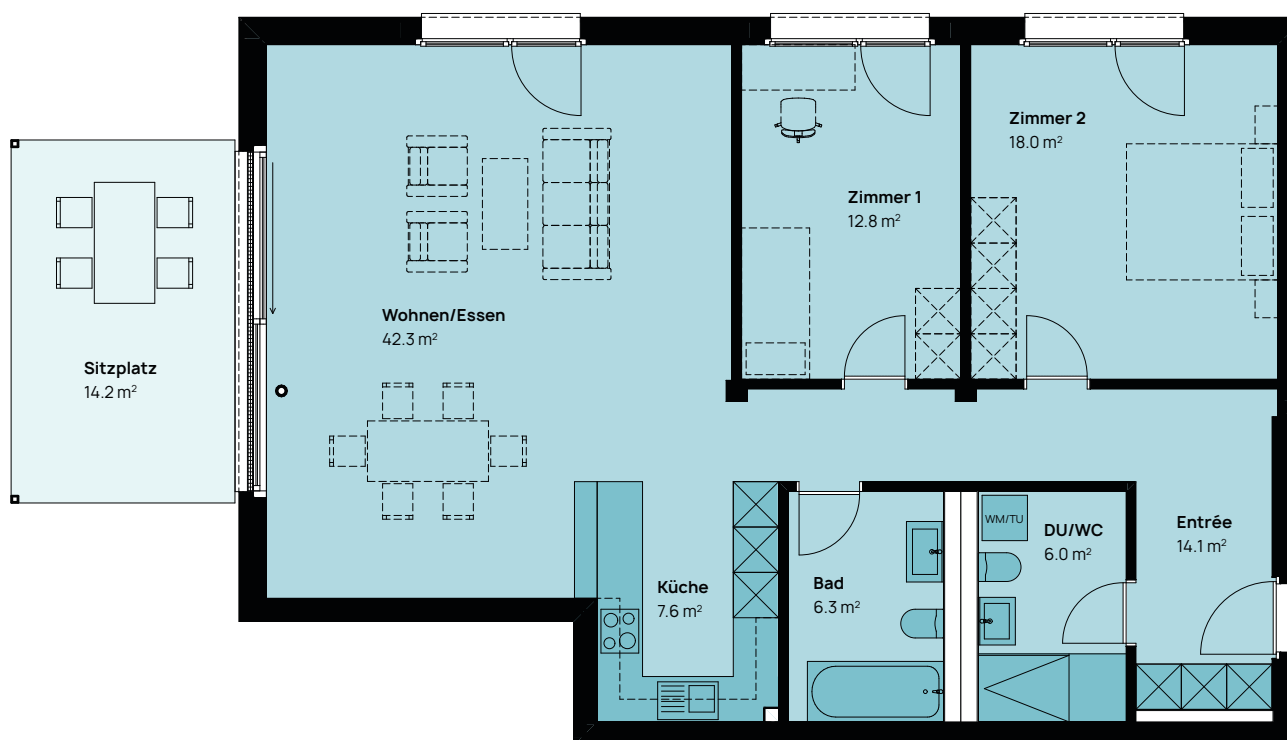 Zimmer 2
18.0 m²
Zimmer 1
12.8 m²
Wohnen/Essen
42.3 m²
Sitzplatz
14.2 m²
WM/TU
DU/WC
6.0 m²
Entrée
14.1 m²
Küche
7.6 m²
Bad
6.3 m²